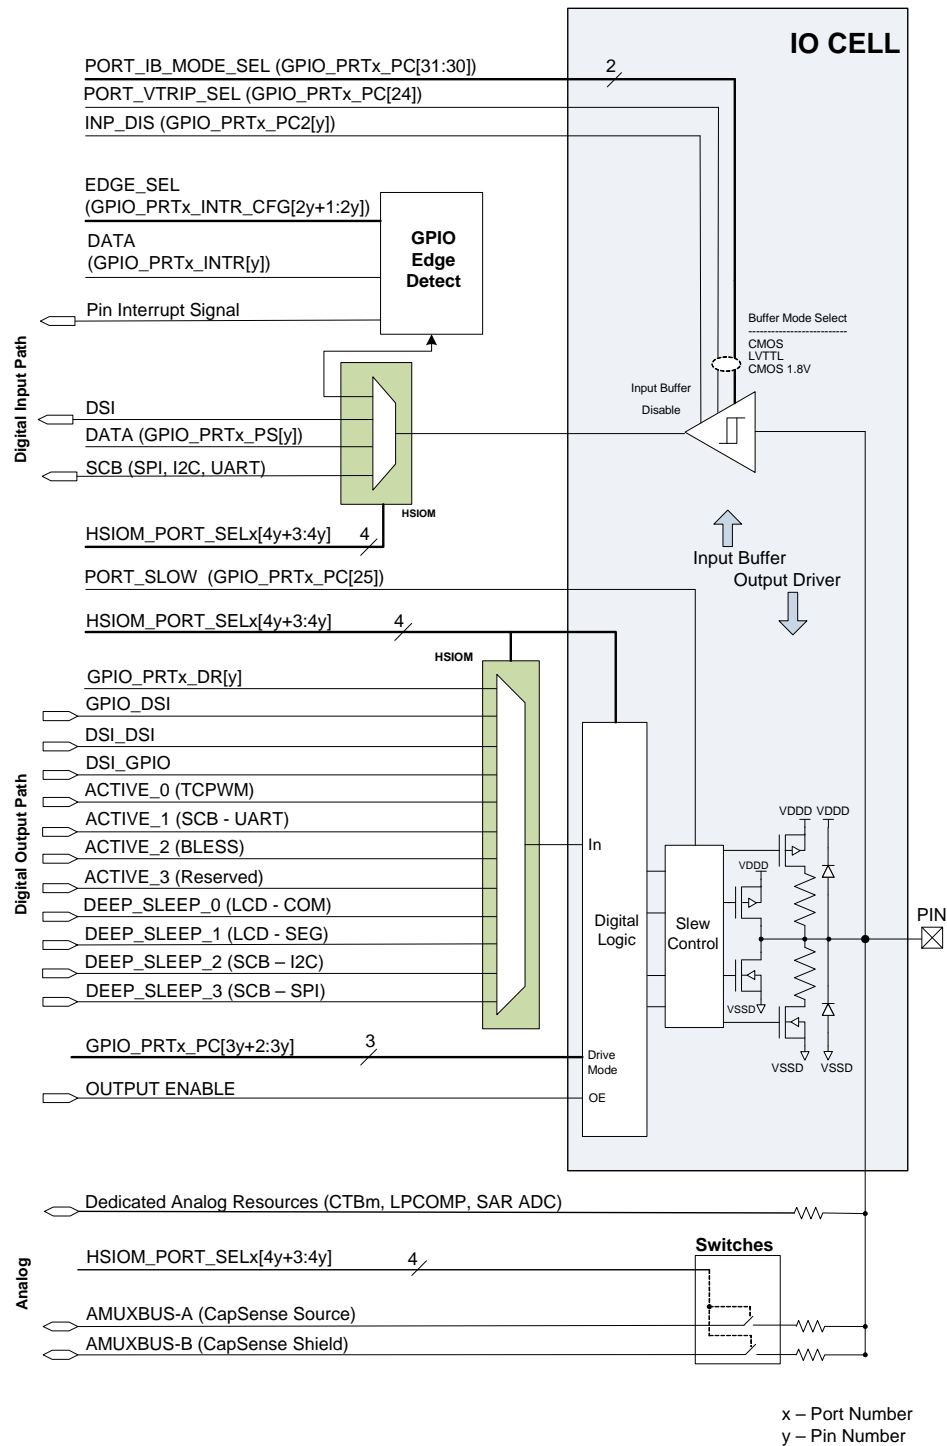 IO CELL
PORT_IB_MODE_SEL (GPIO_PRTx_PC[31:30])
2
PORT_VTRIP_SEL (GPIO_PRTx_PC[24])
INP_DIS (GPIO_PRTx_PC2[y])
EDGE_SEL
(GPIO_PRTx_INTR_CFG[2y+1:2y])
DATA
(GPIO_PRTx_INTR[y])
Pin Interrupt Signal
GPIO
Edge
Detect
Buffer Mode Select
CMOS
LVTTL
CMOS 1.8V
Input Buffer
Disable
Digital Input Path
DSI
DATA (GPIO_PRTx_PS[y])
SCB (SPI, I2C, UART)
HSIOM
HSIOM_PORT_SELx[4y+3:4y]
4
Input Buffer
Output Driver
PORT_SLOW (GPIO_PRTx_PC[25])
HSIOM_PORT_SELx[4y+3:4y]
4
HSIOM
Digital Output Path
GPIO_PRTx_DR[y]
GPIO_DSI
DSI_DSI
DSI_GPIO
ACTIVE_0 (TCPWM)
ACTIVE_1 (SCB - UART)
ACTIVE_2 (BLESS)
ACTIVE_3 (Reserved)
DEEP_SLEEP_0 (LCD - COM)
DEEP_SLEEP_1 (LCD - SEG)
DEEP_SLEEP_2 (SCB – I2C)
DEEP_SLEEP_3 (SCB – SPI)
In
Digital
Logic
Slew
Control
VDDD
VDDD
VDDD
VSSD
VSSD
VSSD
PIN
GPIO_PRTx_PC[3y+2:3y]
3
Drive
Mode
OUTPUT ENABLE
OE
Dedicated Analog Resources (CTBm, LPCOMP, SAR ADC)
Analog
HSIOM_PORT_SELx[4y+3:4y]
4
Switches
AMUXBUS-A (CapSense Source)
AMUXBUS-B (CapSense Shield)
x – Port Number
y – Pin Number